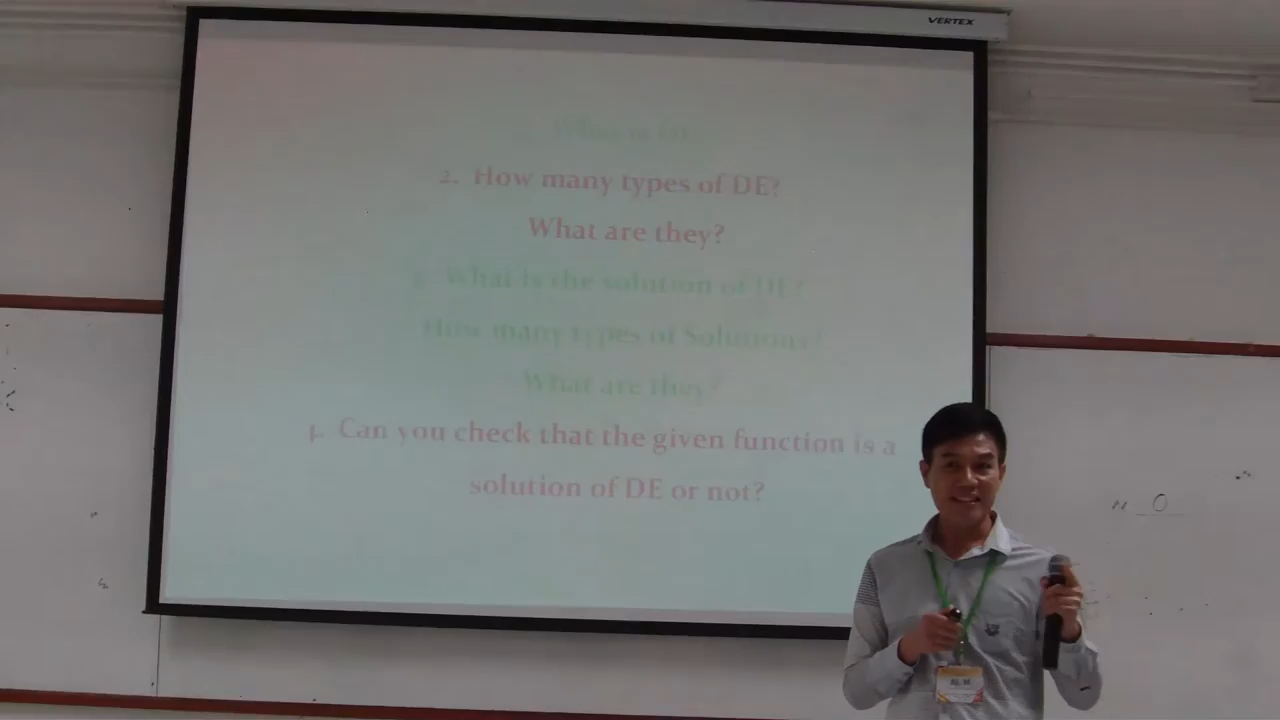 VERTEX
What is
2. How many types of DE?
What are they?
What is the solution of DE?
How many types of Solutions?
What are they?
4. Can you check that the given function is a
solution of DE or not?